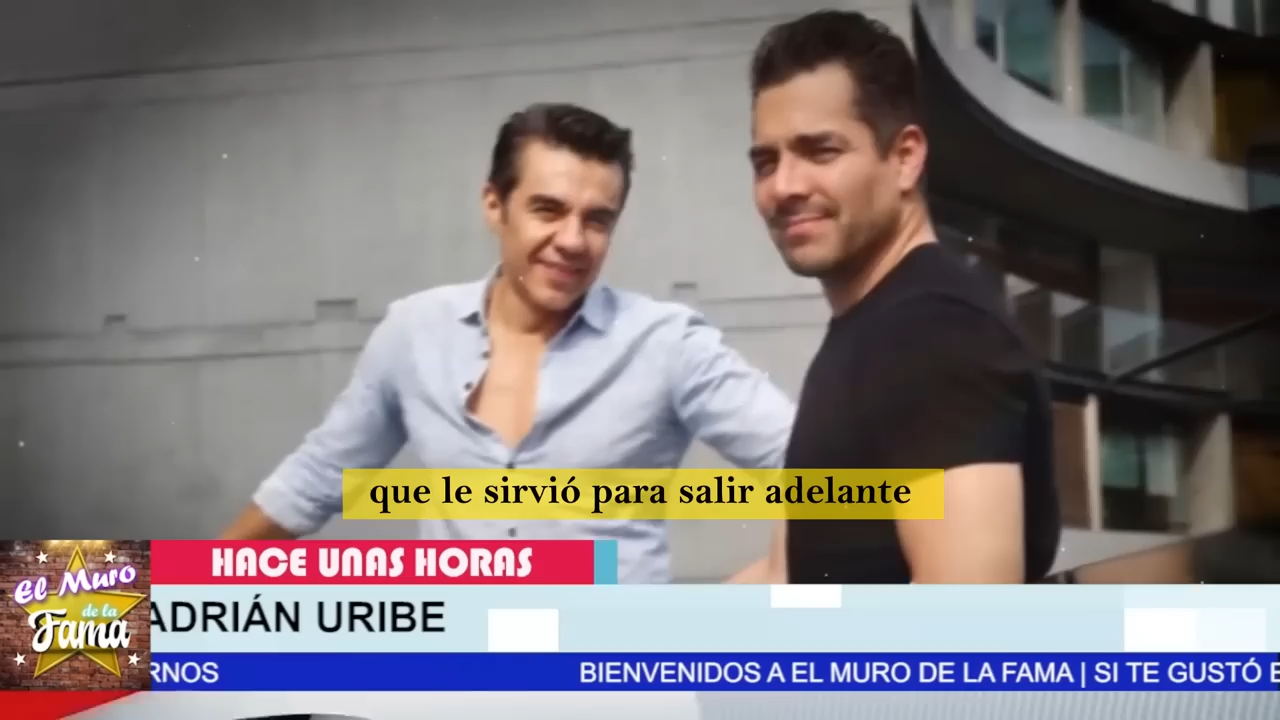 que le sirvió para salir adelante
HACE UNAS HORAS
El Muro
de la
Fama
ADRIÁN URIBE
RNOS
BIENVENIDOS A EL MURO DE LA FAMA | SI TE GUSTÓ E